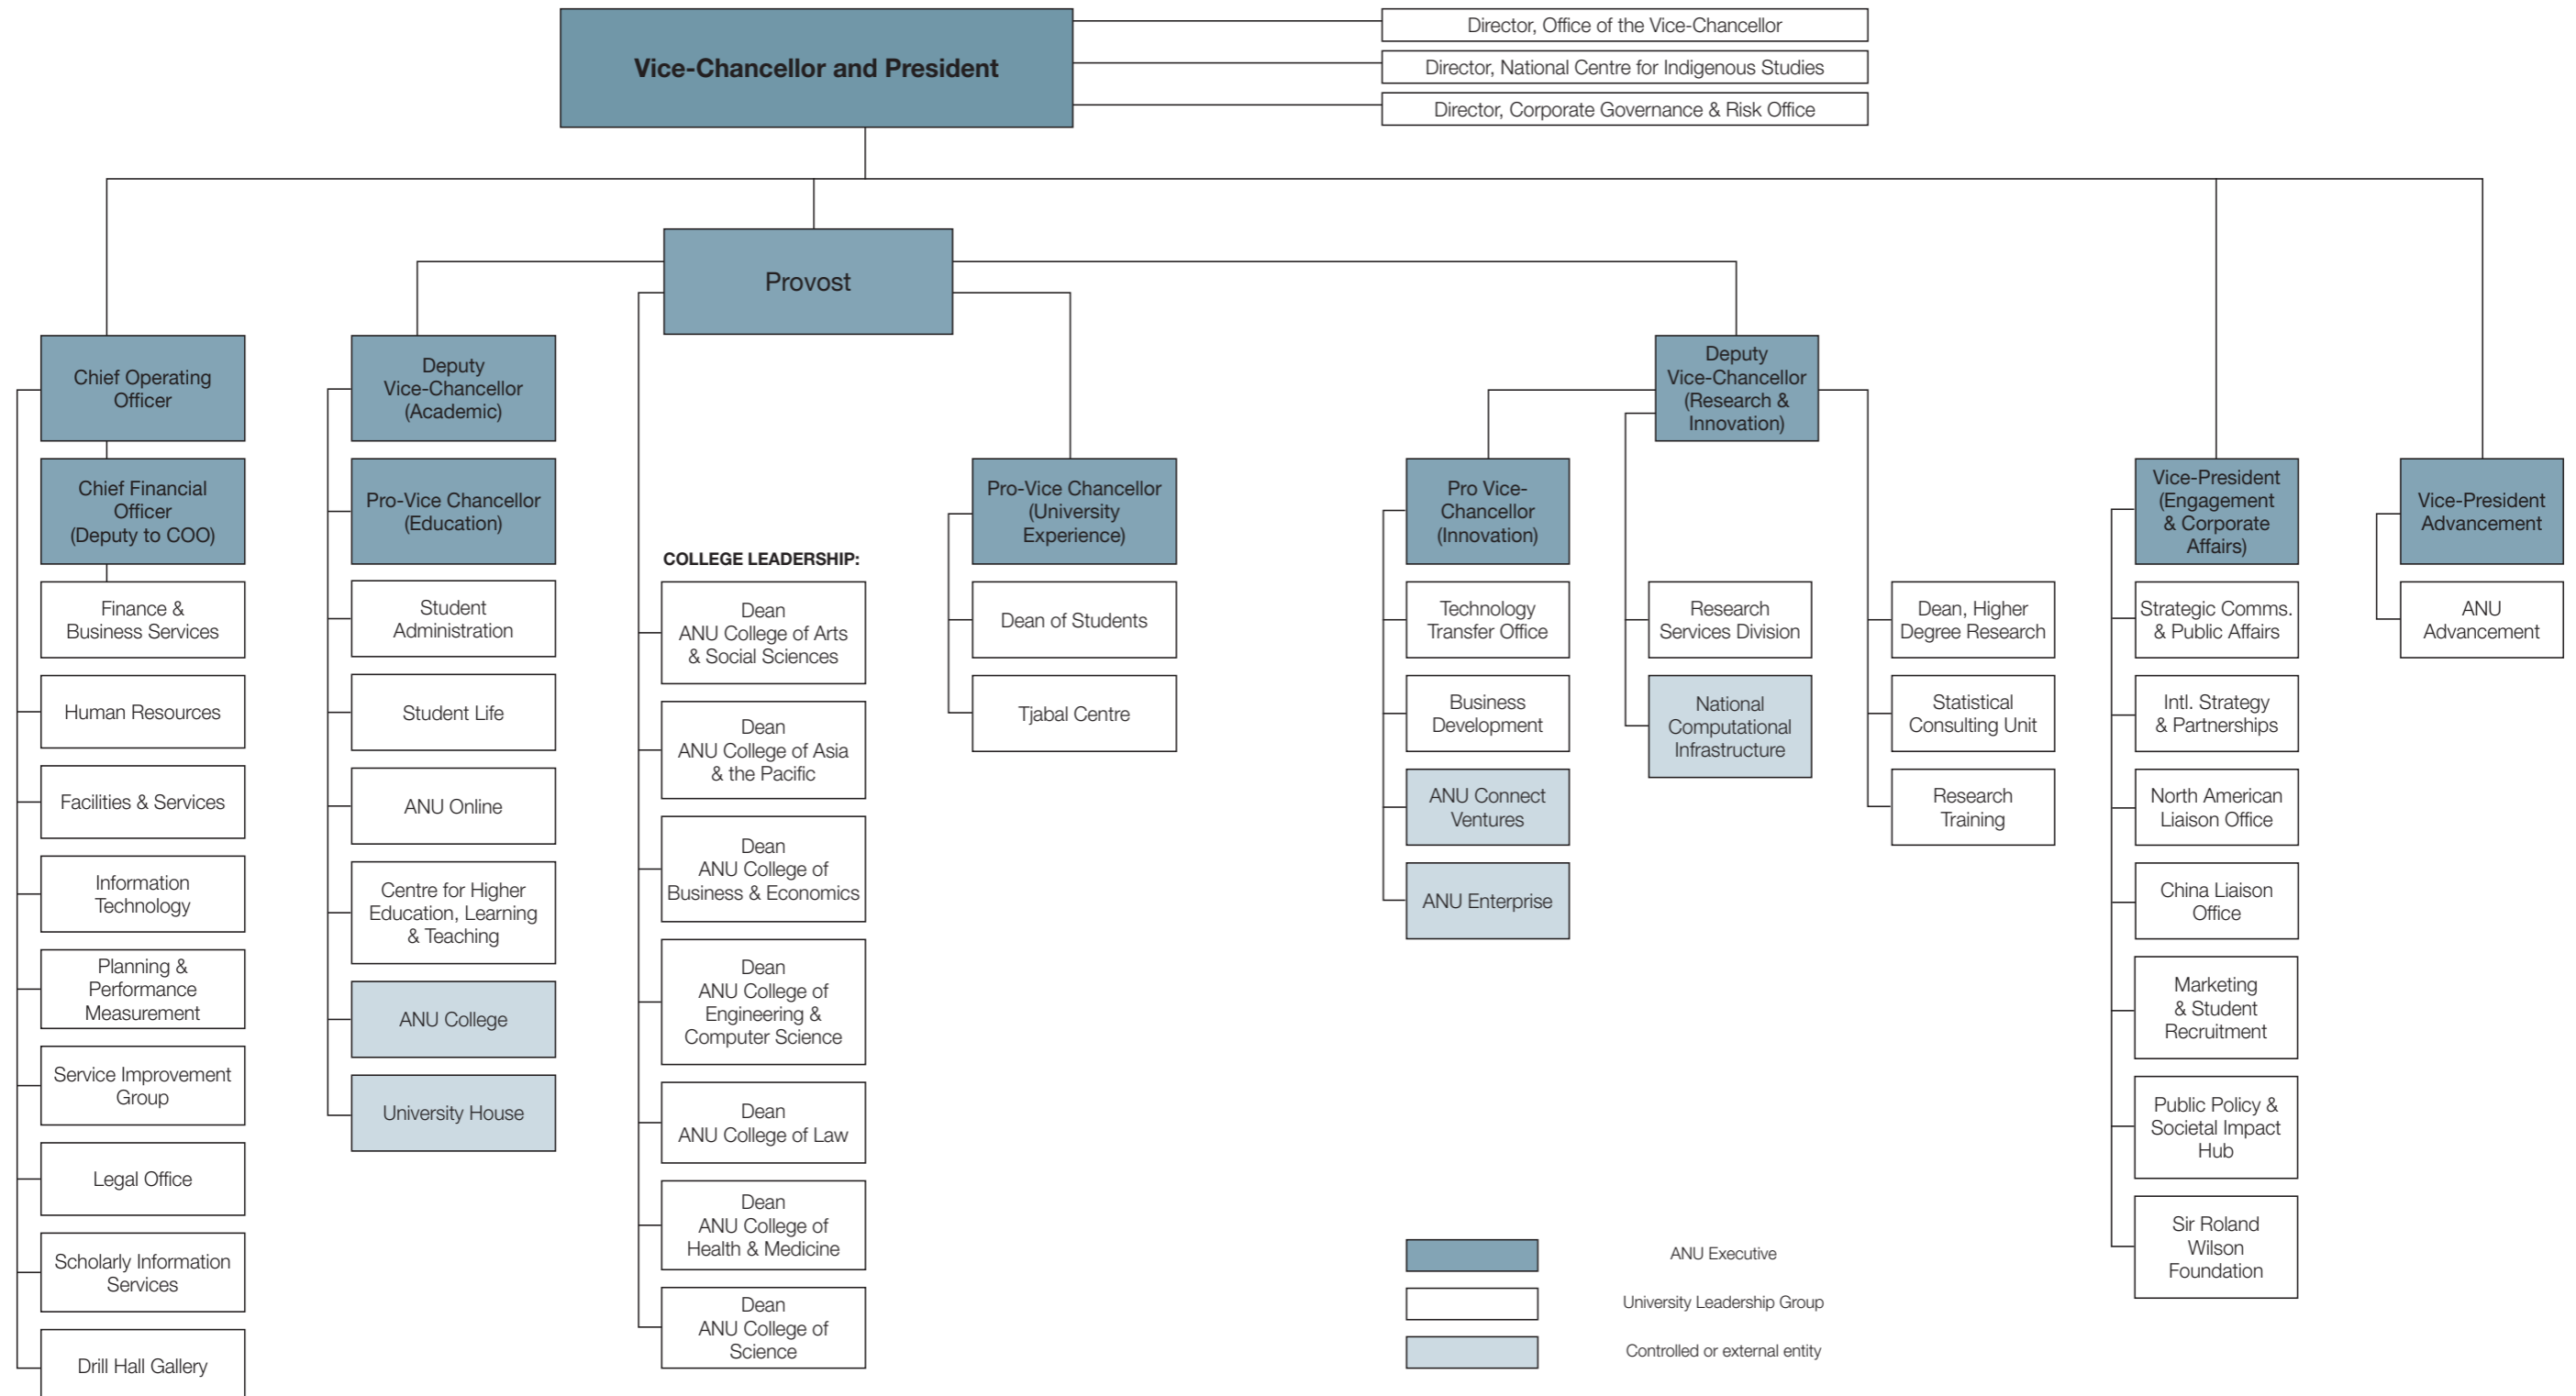 Vice-Chancellor and President
Director, Office of the Vice-Chancellor
Director, National Centre for Indigenous Studies
Director, Corporate Governance & Risk Office
Provost
Chief Operating
Officer
Chief Financial
Officer
(Deputy to COO)
Finance &
Business Services
Human Resources
Facilities & Services
Information
Technology
Planning &
Performance
Measurement
Service Improvement
Group
Legal Office
Scholarly Information
Services
Drill Hall Gallery
Deputy
Vice-Chancellor
(Academic)
Pro-Vice Chancellor
(Education)
Student
Administration
Student Life
ANU Online
Centre for Higher
Education, Learning
& Teaching
ANU College
University House
COLLEGE LEADERSHIP:
Dean
ANU College of Arts
& Social Sciences
Dean
ANU College of Asia
& the Pacific
Dean
ANU College of
Business & Economics
Dean
ANU College of
Engineering &
Computer Science
Dean
ANU College of Law
Dean
ANU College of
Health & Medicine
Dean
ANU College of
Science
Pro-Vice Chancellor
(University
Experience)
Dean of Students
Tjabal Centre
Deputy
Vice-Chancellor
(Research &
Innovation)
Pro Vice-
Chancellor
(Innovation)
Technology
Transfer Office
Business
Development
ANU Connect
Ventures
ANU Enterprise
Research
Services Division
National
Computational
Infrastructure
Dean, Higher
Degree Research
Statistical
Consulting Unit
Research
Training
Vice-President
(Engagement
& Corporate
Affairs)
Strategic Comms.
& Public Affairs
Intl. Strategy
& Partnerships
North American
Liaison Office
China Liaison
Office
Marketing
& Student
Recruitment
Public Policy &
Societal Impact
Hub
Sir Roland
Wilson
Foundation
Vice-President
Advancement
ANU
Advancement
ANU Executive
University Leadership Group
Controlled or external entity